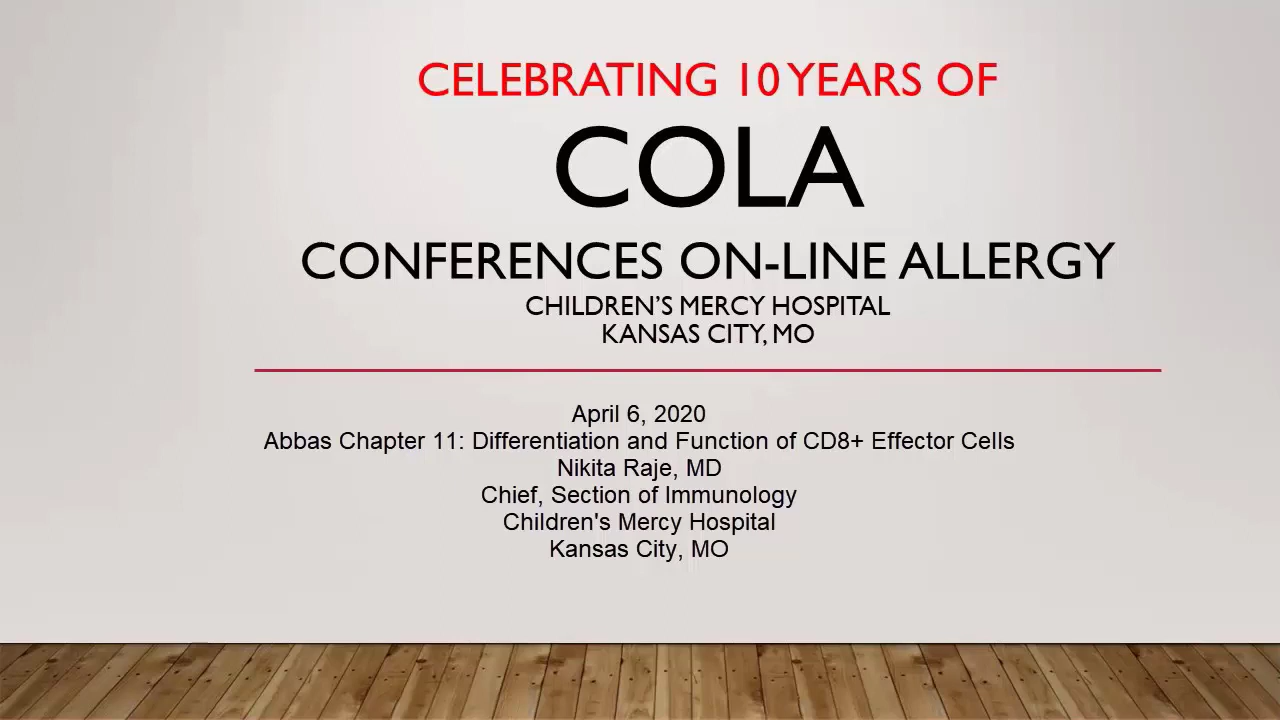 CELEBRATING 10 YEARS OF
COLA
CONFERENCES ON-LINE ALLERGY
CHILDREN’S MERCY HOSPITAL
KANSAS CITY, MO
April 6, 2020
Abbas Chapter 11: Differentiation and Function of CD8+ Effector Cells
Nikita Raje, MD
Chief, Section of Immunology
Children's Mercy Hospital
Kansas City, MO